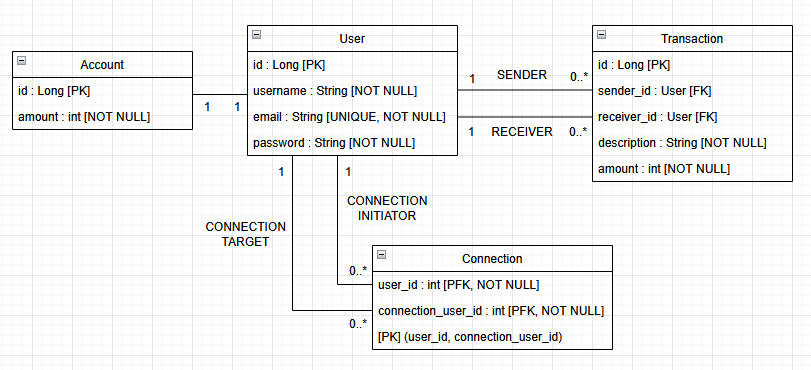 Account
id : Long [PK]
amount : int [NOT NULL]
1
1
User
id : Long [PK]
username : String [NOT NULL]
email : String [UNIQUE, NOT NULL]
password : String [NOT NULL]
1
SENDER
0..*
1
RECEIVER
0..*
Transaction
id : Long [PK]
sender_id : User [FK]
receiver_id : User [FK]
description : String [NOT NULL]
amount : int [NOT NULL]
1
CONNECTION
TARGET
0..*
1
CONNECTION
INITIATOR
0..*
Connection
user_id : int [PFK, NOT NULL]
connection_user_id : int [PFK, NOT NULL]
[PK] (user_id, connection_user_id)